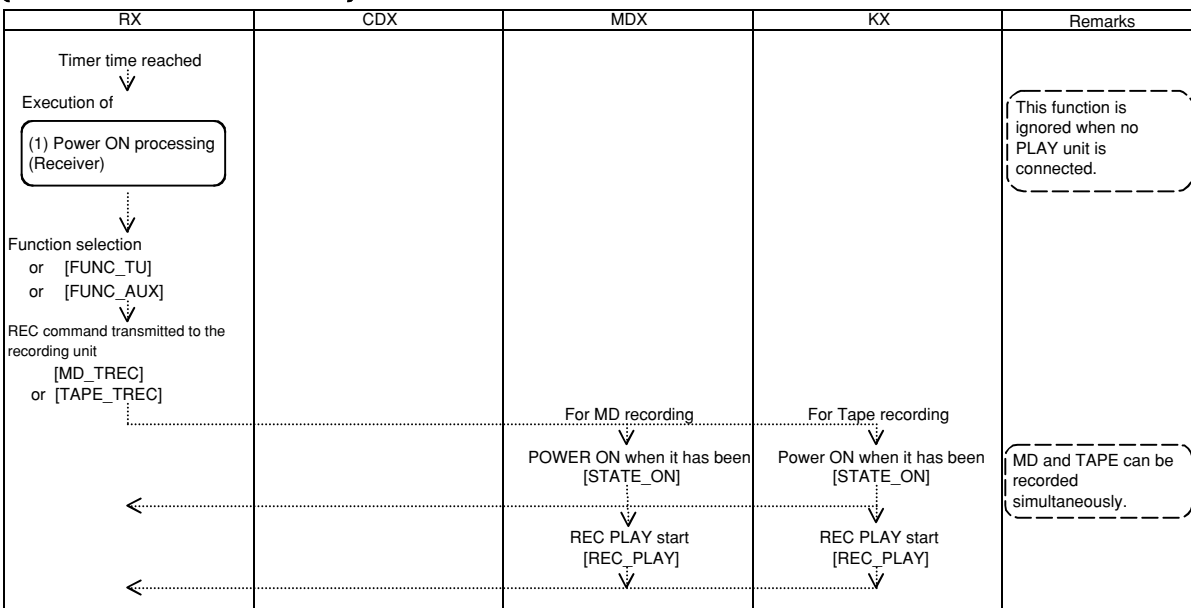 RX CDX MDX KX Remarks
Timer time reached
Execution of
(1) Power ON processing
(Receiver)
This function is
ignored when no
PLAY unit is
connected.
Function selection
or [FUNC_TU]
or [FUNC_AUX]
REC command transmitted to the
recording unit
[MD_TREC]
or [TAPE_TREC]
For MD recording
POWER ON when it has been
[STATE_ON]
REC PLAY start
[REC_PLAY]
For Tape recording
Power ON when it has been
[STATE_ON]
REC PLAY start
[REC_PLAY]
MD and TAPE can be
recorded
simultaneously.